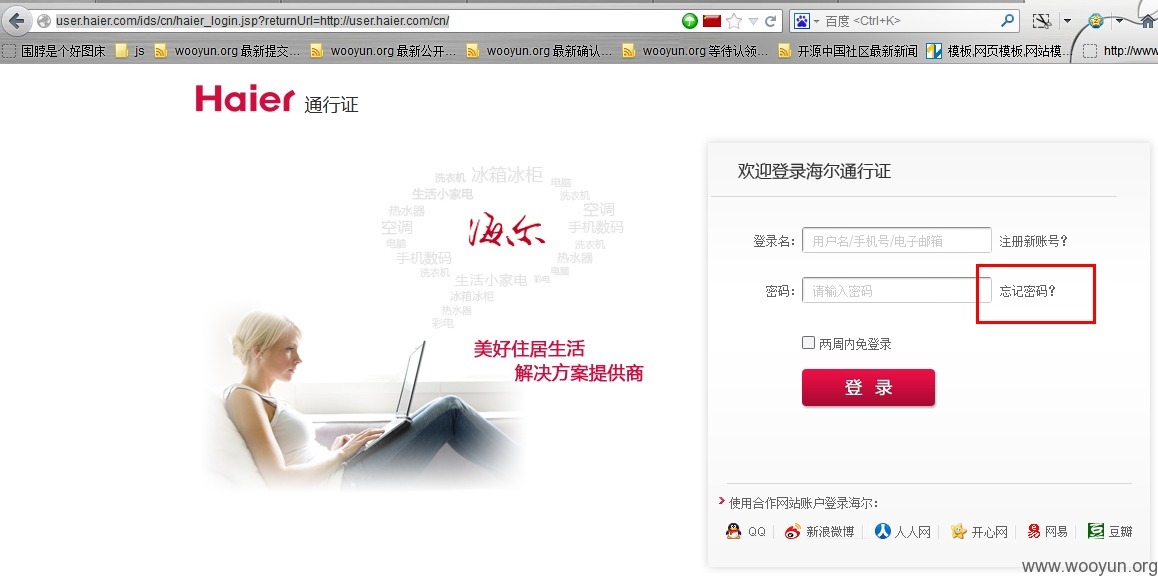 user.haier.com/ids/cn/haier_login.jsp?returnUrl=http://user.haier.com/cn/
百度 <Ctrl+K>
围脖是个好图床 js wooyun.org 最新提交... wooyun.org 最新公开... wooyun.org 最新确认... wooyun.org 等待认领... 开源中国社区最新新闻 模板,网页模板,网站模... http://www
Haier 通行证
欢迎登录海尔通行证
洗衣机 冰箱冰柜 电脑
生活小家电 洗衣机
热水器 空调
空调 海尔 手机数码
电脑 洗衣机
手机数码 热水器
洗衣机 电脑
生活小家电 彩电
冰箱冰柜
热水器
彩电
美好住居生活
解决方案提供商
登录名: 用户名/手机号/电子邮箱 注册新账号?
密码: 请输入密码 忘记密码?
两周内免登录
登 录
使用合作网站账户登录海尔:
QQ 新浪微博 人人网 开心网 网易 豆瓣
www.wooyun.org